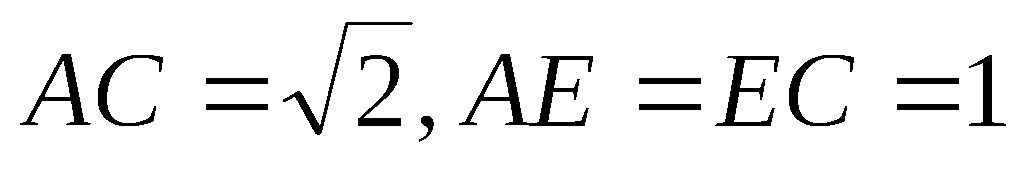 AC = √2, AE = EC = 1